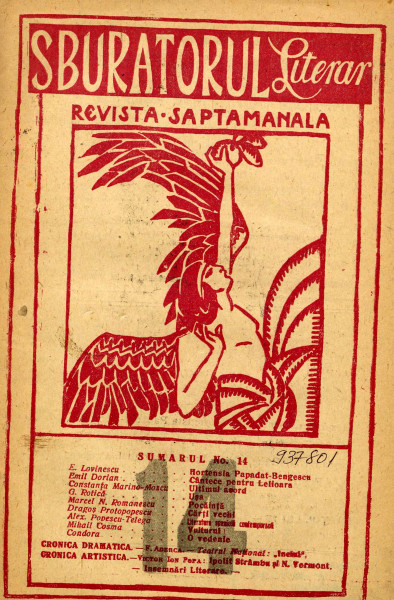 SBURATORUL Literar
REVISTA·SAPTAMANALA
SUMARUL No. 14
937801
E. Lovinescu . . Hortensia Papadat-Bengescu
Emil Dorian . . Cântece pentru Lelioara
Constanța Marino-Moscu . . Ultimul acord
G. Rotică . . Ușa
Marcel N. Romanescu . . Pocăință
Dragoș Protopopescu . . Cărți vechi
Alex. Popescu-Telega . . Literatura spaniolă contemporană
Mihail Cosma . . Vulturul
Condora . . O vedenie
14
CRONICA DRAMATICA.— F. Aderca.— Teatrul Național: „Inelul".
CRONICA ARTISTICA.—Victor Ion Popa: Ipolit Strâmbu și N. Vermont.
— Insemnări Literare.